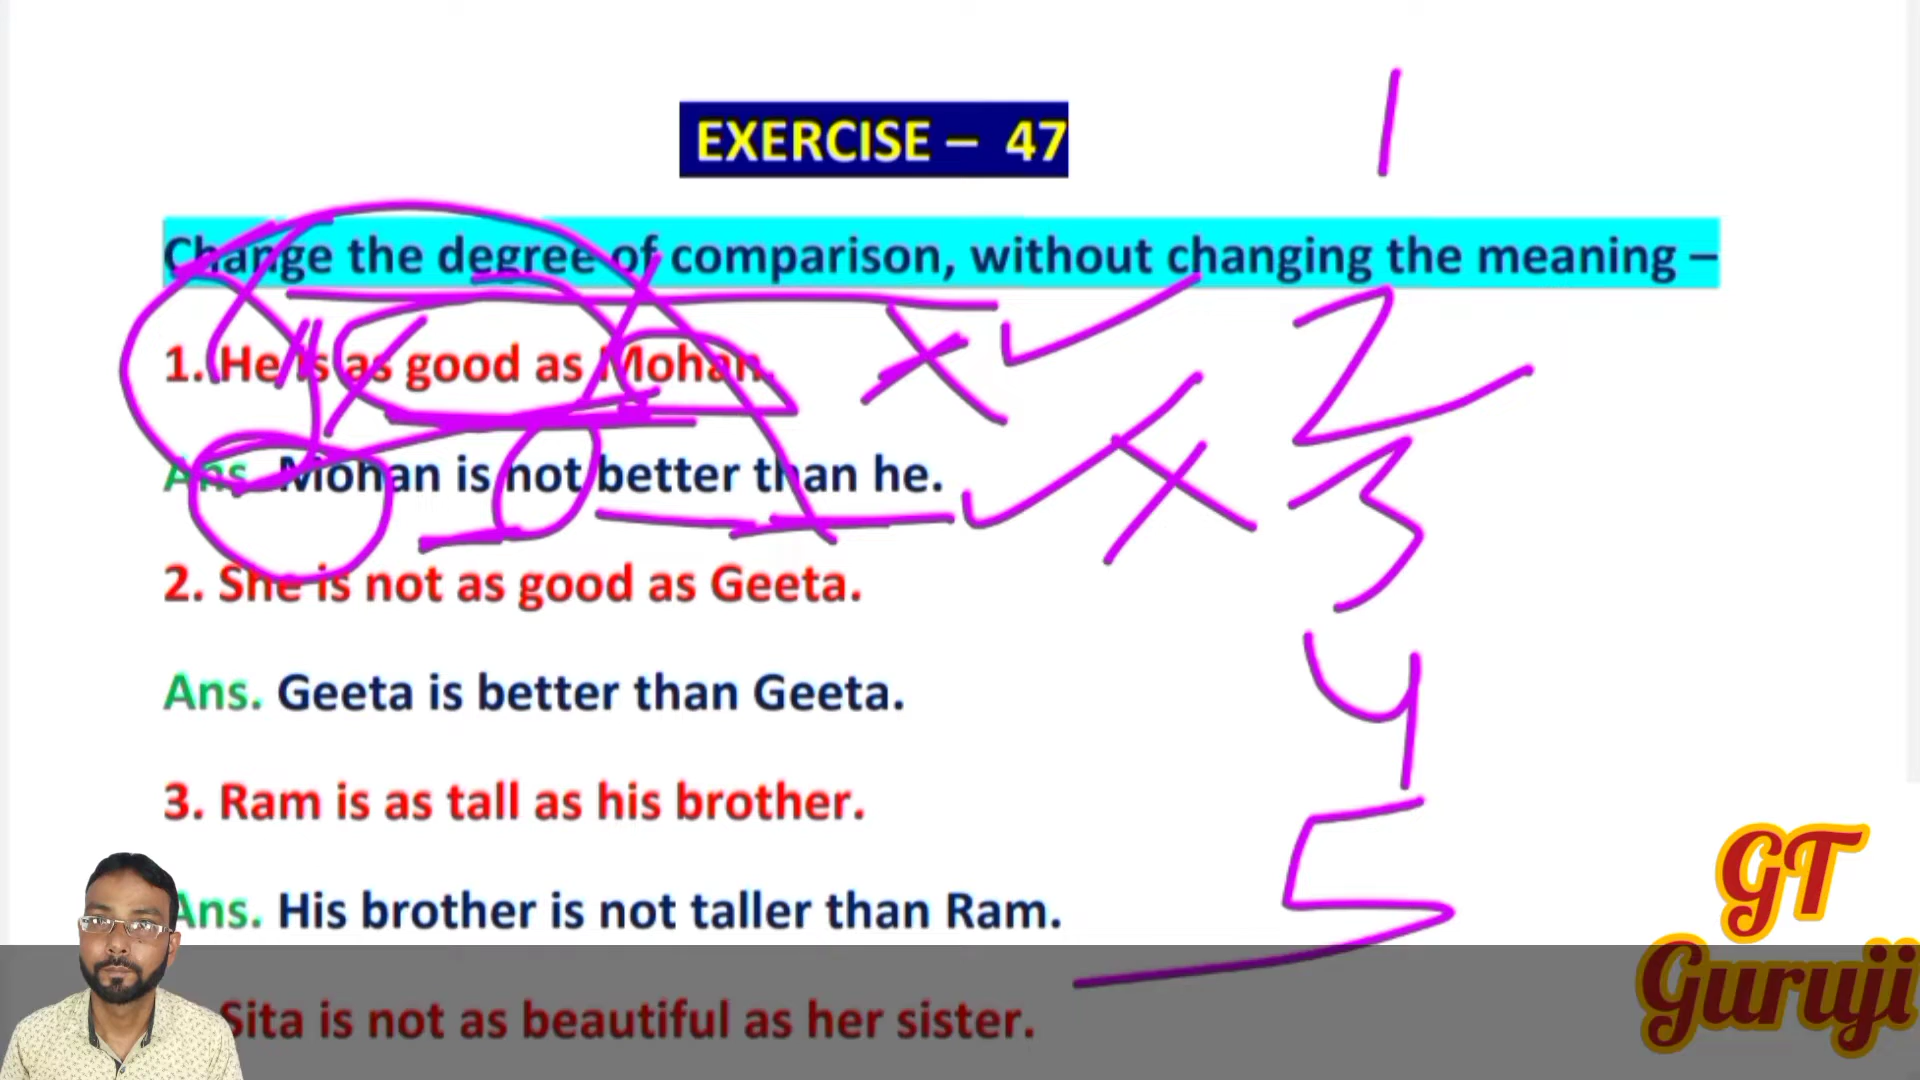 1
EXERCISE – 47
Change the degree of comparison, without changing the meaning –
2
1. He is as good as Mohan.
Ans. Mohan is not better than he.
3
2. She is not as good as Geeta.
Ans. Geeta is better than Geeta.
4
3. Ram is as tall as his brother.
5
Ans. His brother is not taller than Ram.
Sita is not as beautiful as her sister.
GT
Guruji